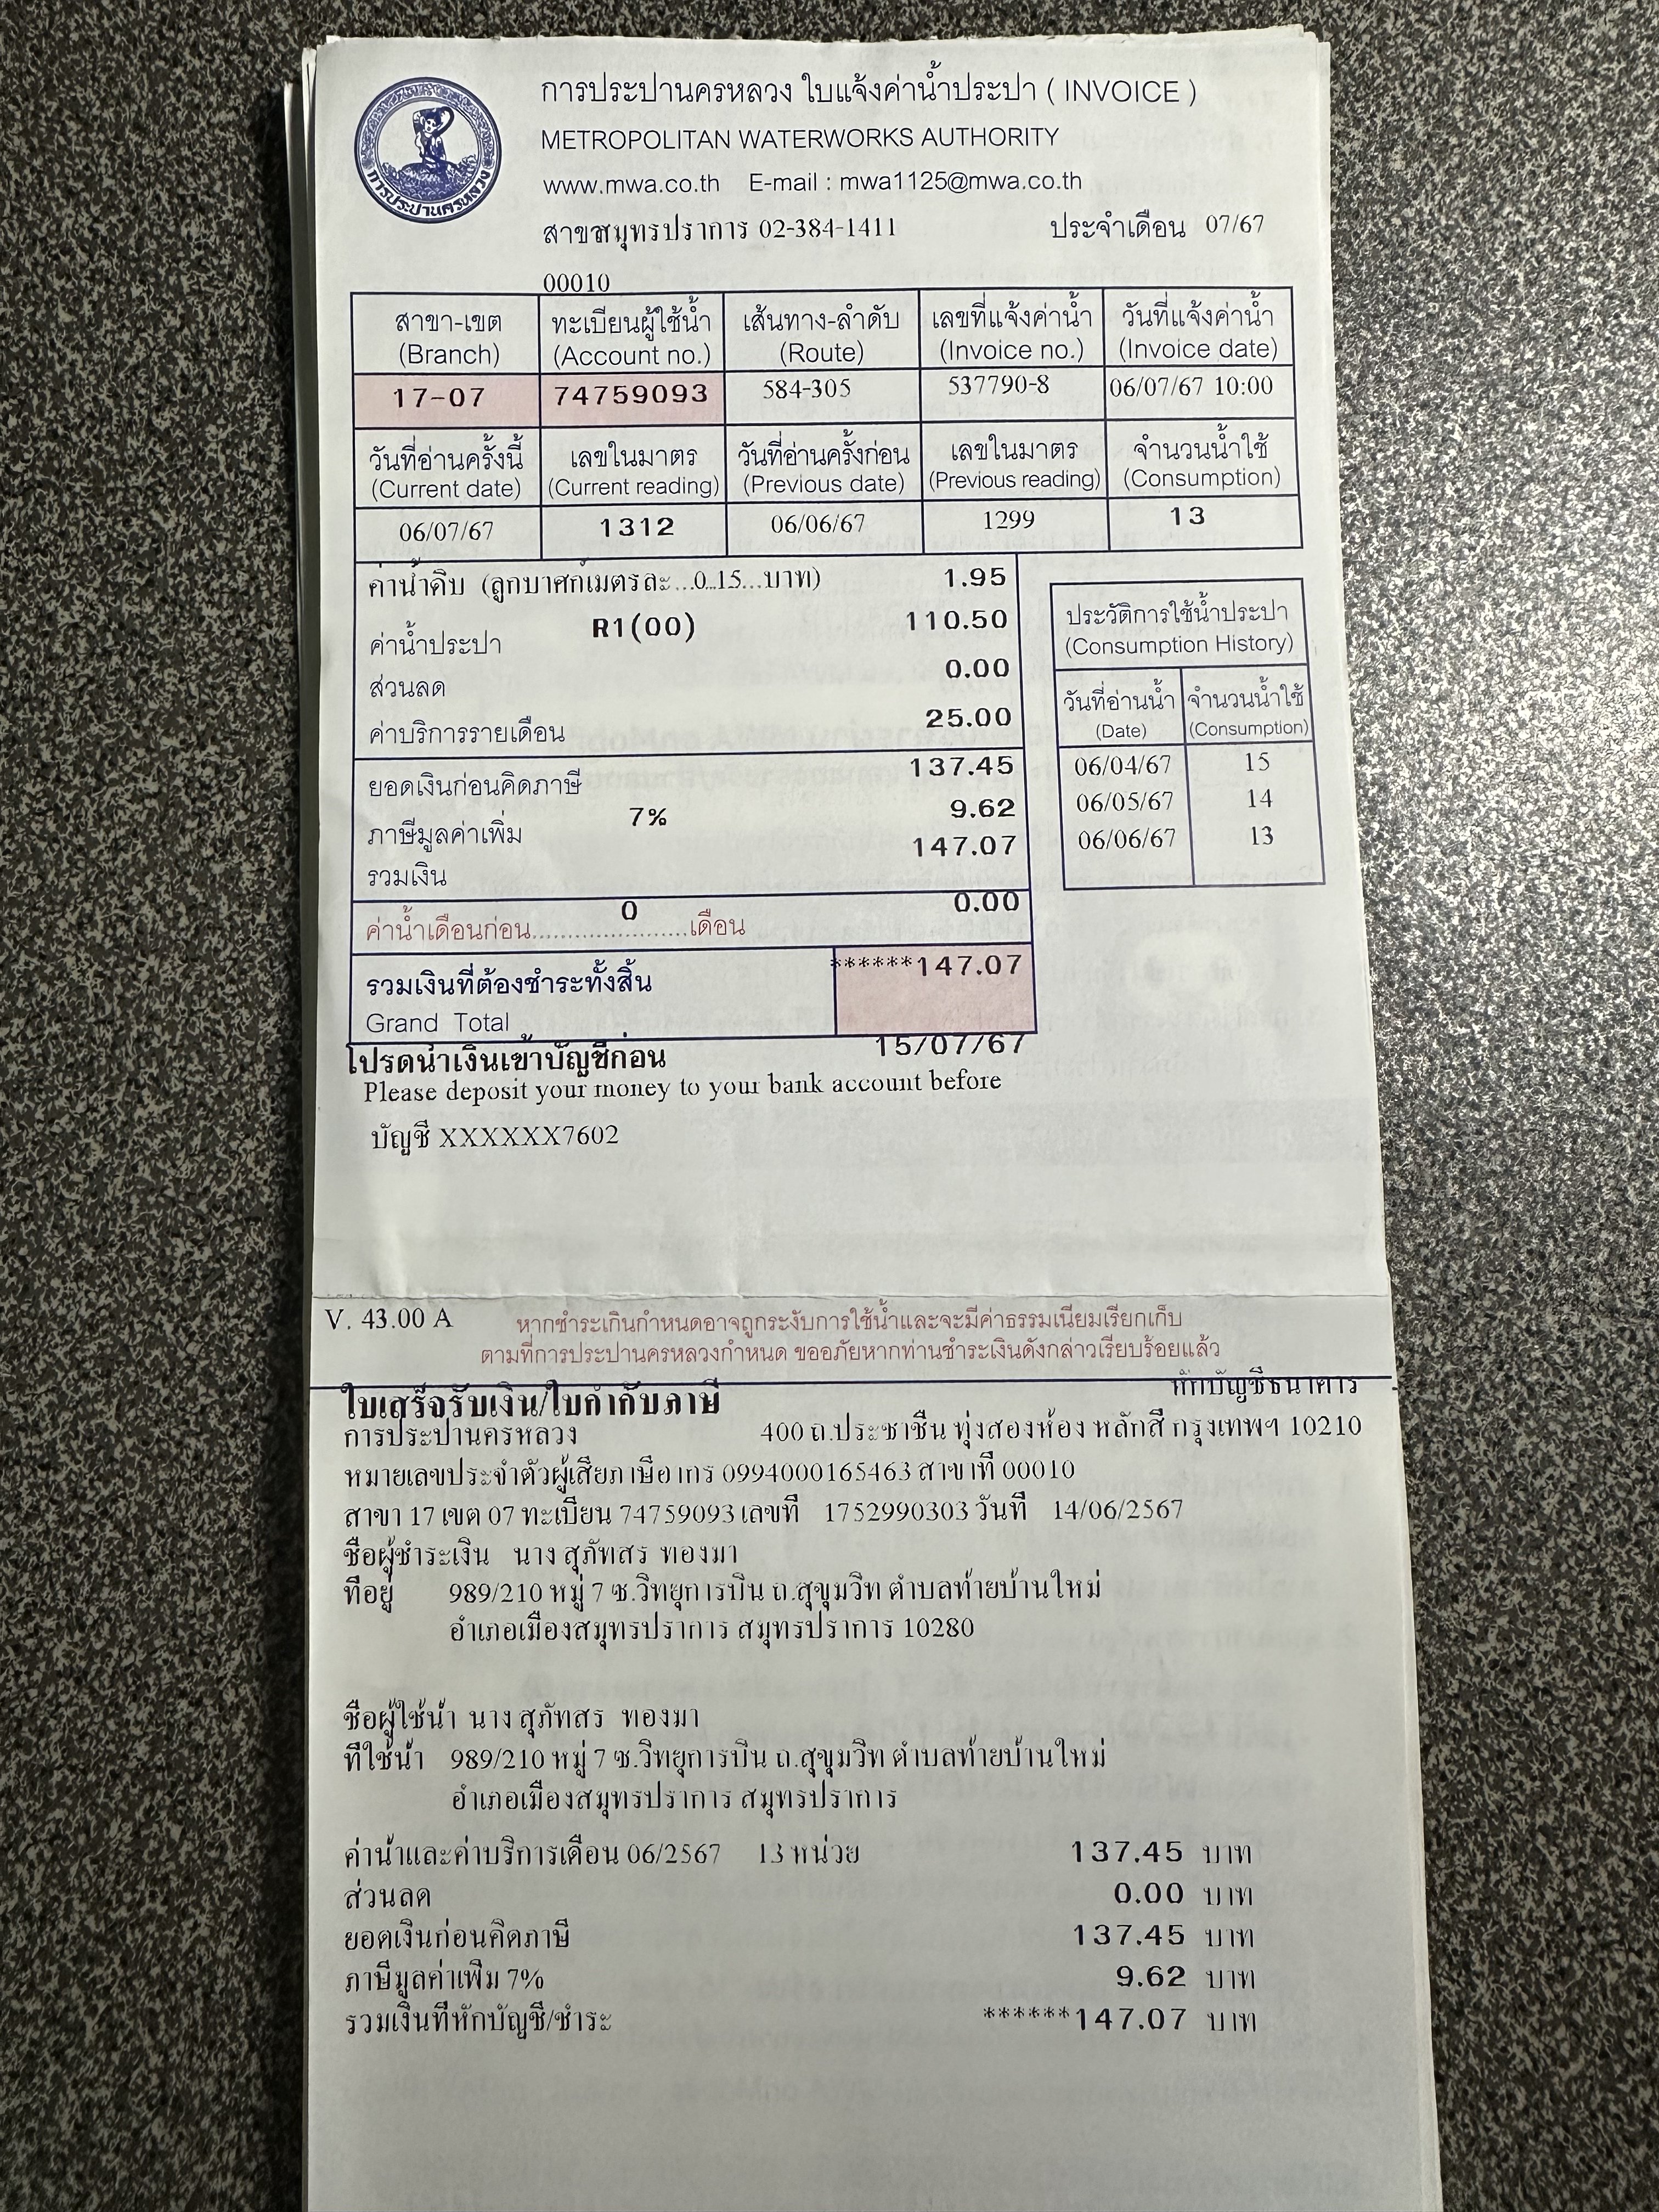 การประปานครหลวง ใบแจ้งค่าน้ำประปา ( INVOICE )
METROPOLITAN WATERWORKS AUTHORITY
www.mwa.co.th E-mail : mwa1125@mwa.co.th
การประปานครหลวง
สาขาสมุทรปราการ 02-384-1411 ประจำเดือน 07/67
00010
สาขา-เขต ทะเบียนผู้ใช้น้ำ เส้นทาง-ลำดับ เลขที่แจ้งค่าน้ำ วันที่แจ้งค่าน้ำ
(Branch) (Account no.) (Route) (Invoice no.) (Invoice date)
17-07 74759093 584-305 537790-8 06/07/67 10:00
วันที่อ่านครั้งนี้ เลขในมาตร วันที่อ่านครั้งก่อน เลขในมาตร จำนวนน้ำใช้
(Current date) (Current reading) (Previous date) (Previous reading) (Consumption)
06/07/67 1312 06/06/67 1299 13
ค่าน้ำดิบ (ลูกบาศก์เมตรละ...0.15...บาท) 1.95
ค่าน้ำประปา R1(00) 110.50
ส่วนลด 0.00
ค่าบริการรายเดือน 25.00
ยอดเงินก่อนคิดภาษี 137.45
ภาษีมูลค่าเพิ่ม 7% 9.62
รวมเงิน 147.07
ค่าน้ำเดือนก่อน.........0.............เดือน 0.00
รวมเงินที่ต้องชำระทั้งสิ้น ******147.07
Grand Total
ประวัติการใช้น้ำประปา
(Consumption History)
วันที่อ่านน้ำ จำนวนน้ำใช้
(Date) (Consumption)
06/04/67 15
06/05/67 14
06/06/67 13
โปรดนำเงินเข้าบัญชีก่อน 15/07/67
Please deposit your money to your bank account before
บัญชี XXXXXX7602
V. 43.00 A
หากชำระเกินกำหนดอาจถูกระงับการใช้น้ำและจะมีค่าธรรมเนียมเรียกเก็บ
ตามที่การประปานครหลวงกำหนด ขออภัยหากท่านชำระเงินดังกล่าวเรียบร้อยแล้ว
หักบัญชีธนาคาร
ใบเสร็จรับเงิน/ใบกำกับภาษี
การประปานครหลวง 400 ถ.ประชาชื่น ทุ่งสองห้อง หลักสี่ กรุงเทพฯ 10210
หมายเลขประจำตัวผู้เสียภาษีอากร 0994000165463 สาขาที่ 00010
สาขา 17 เขต 07 ทะเบียน 74759093 เลขที่ 1752990303 วันที่ 14/06/2567
ชื่อผู้ชำระเงิน นาง สุภัทสร ทองมา
ที่อยู่ 989/210 หมู่ 7 ซ.วิทยุการบิน ถ.สุขุมวิท ตำบลท้ายบ้านใหม่
อำเภอเมืองสมุทรปราการ สมุทรปราการ 10280
ชื่อผู้ใช้น้ำ นาง สุภัทสร ทองมา
ที่ใช้น้ำ 989/210 หมู่ 7 ซ.วิทยุการบิน ถ.สุขุมวิท ตำบลท้ายบ้านใหม่
อำเภอเมืองสมุทรปราการ สมุทรปราการ
ค่าน้ำและค่าบริการเดือน 06/2567 13 หน่วย 137.45 บาท
ส่วนลด 0.00 บาท
ยอดเงินก่อนคิดภาษี 137.45 บาท
ภาษีมูลค่าเพิ่ม 7% 9.62 บาท
รวมเงินที่หักบัญชี/ชำระ ******147.07 บาท